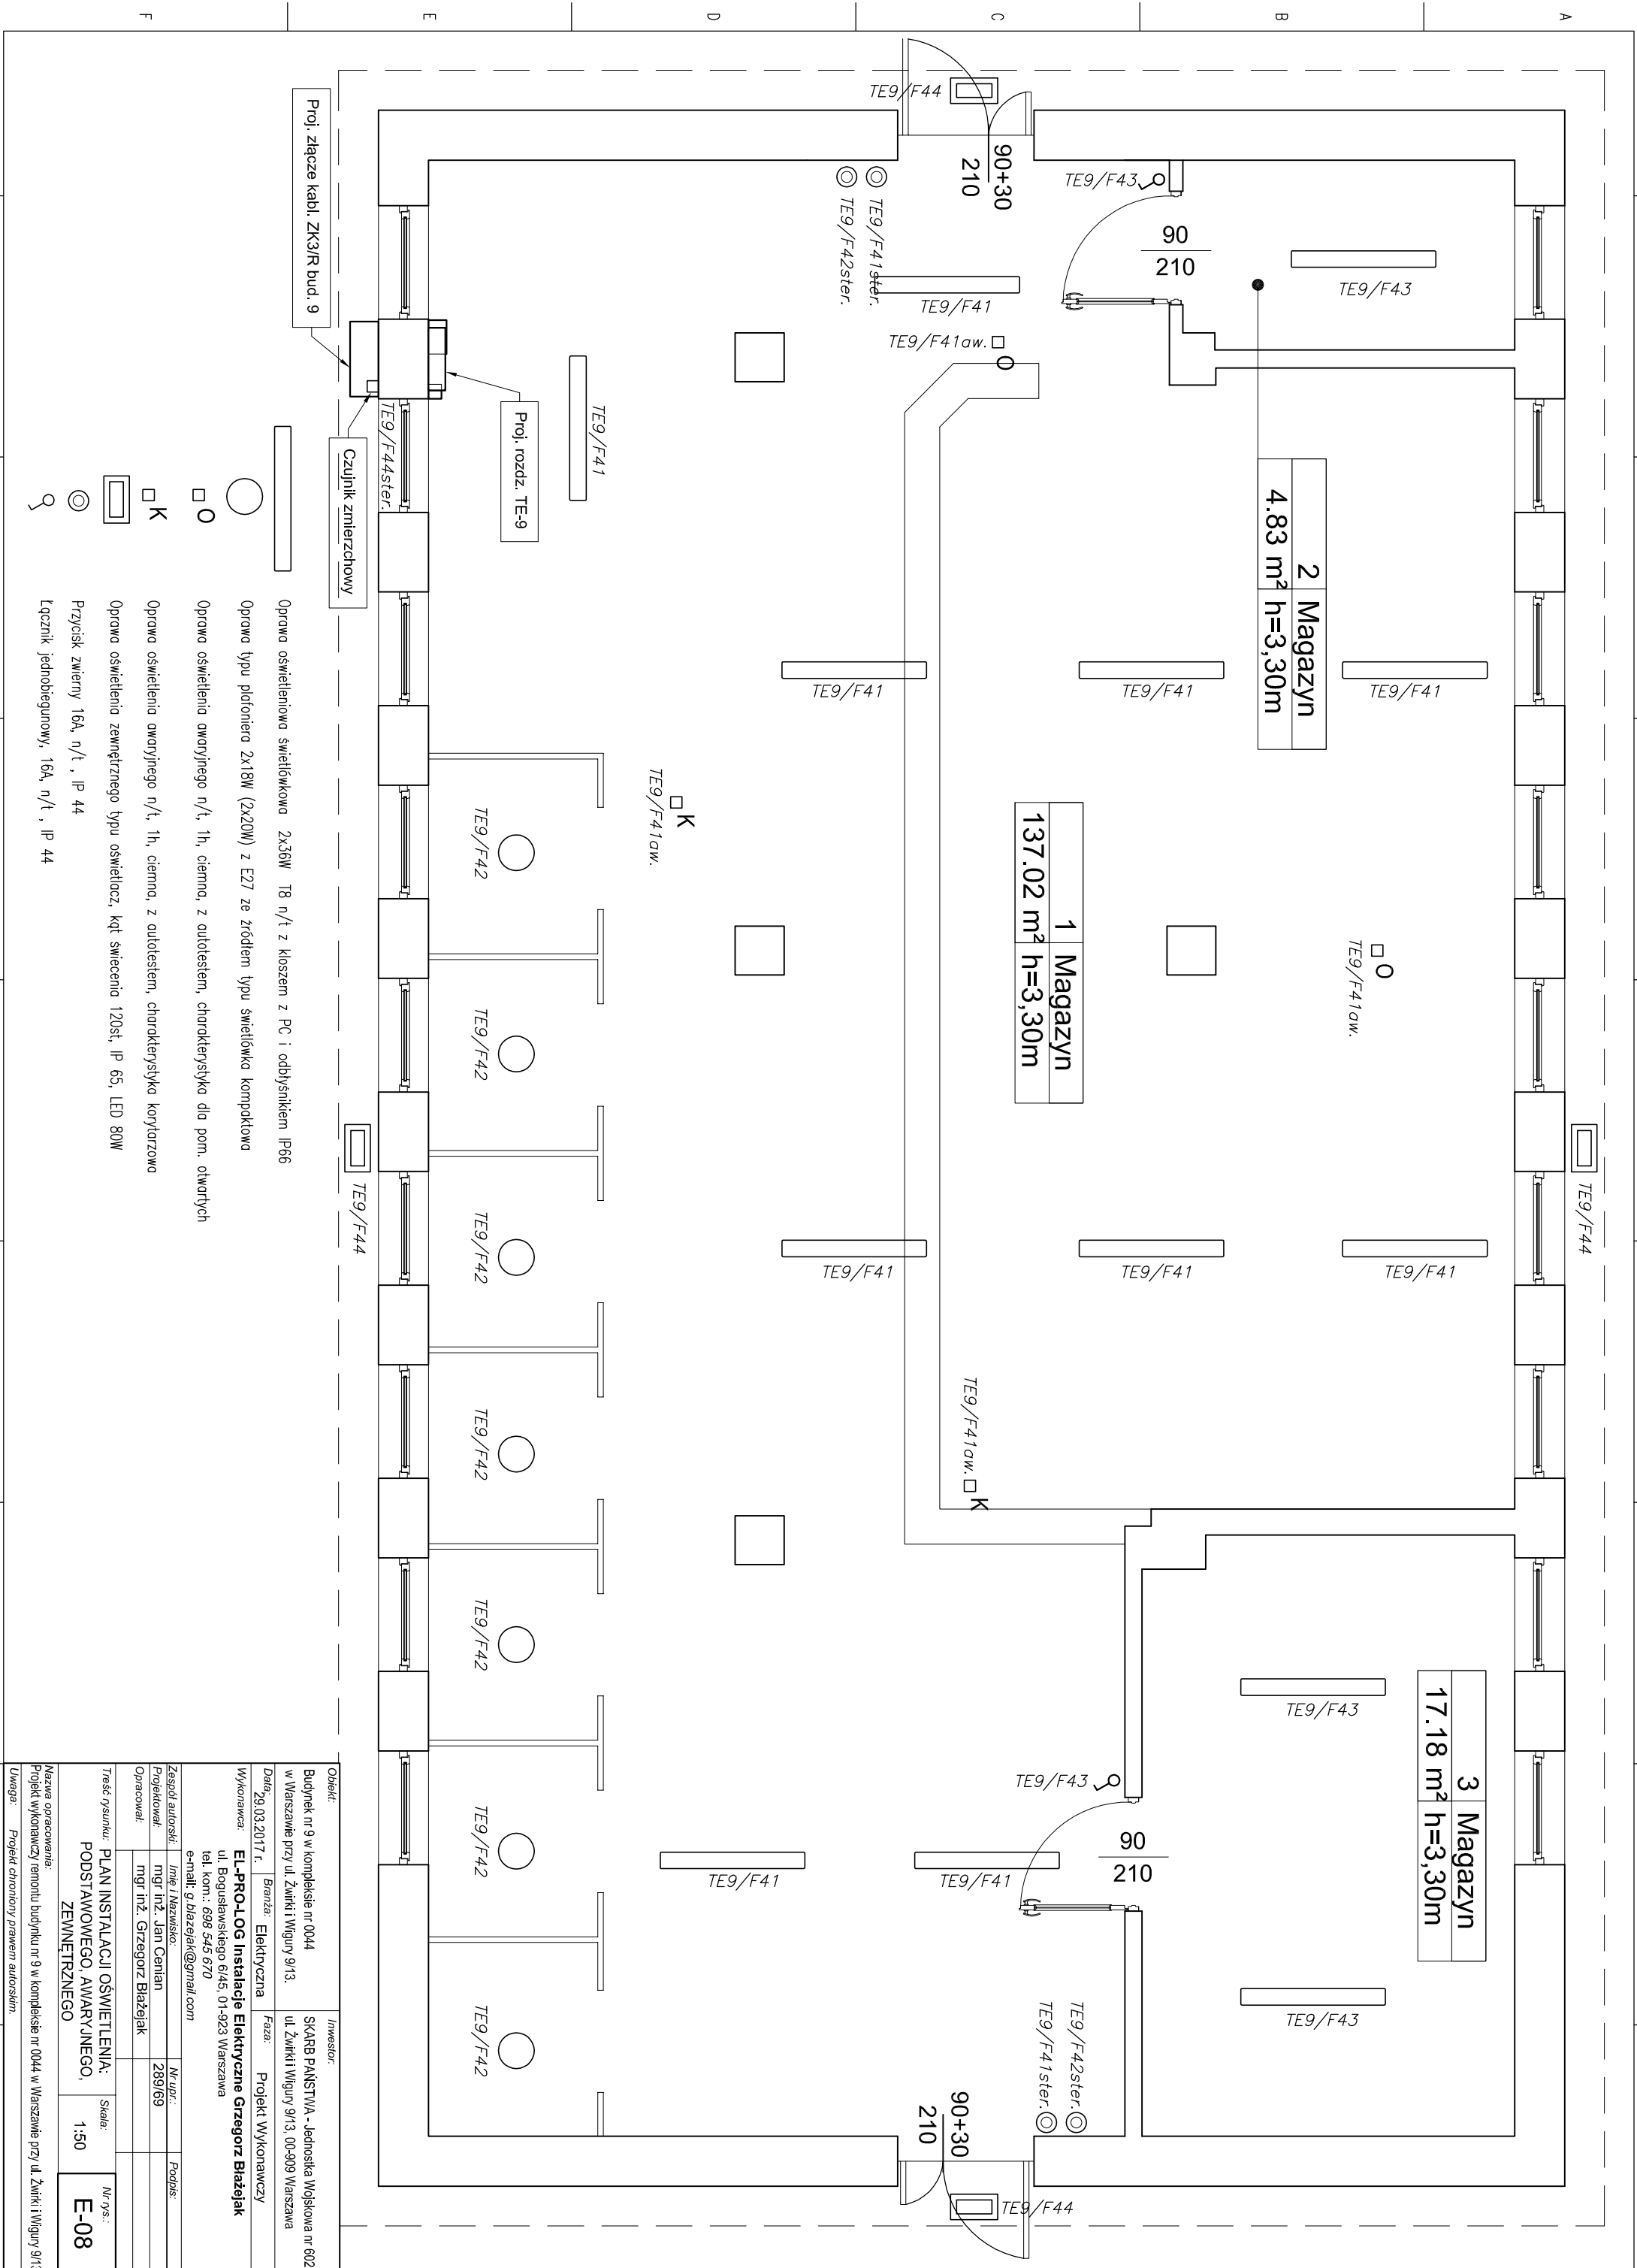 F
E
D
C
B
A
TE9/F44
90+30
210
TE9/F43
90
210
TE9/F43
TE9/F41ster.
TE9/F42ster.
TE9/F41
TE9/F41aw.
O
Proj. złącze kabl. ZK3/R bud. 9
Proj. rozdz. TE-9
Czujnik zmierzchowy
TE9/F44ster.
TE9/F41
2 Magazyn
4.83 m² h=3,30m
TE9/F41
TE9/F41
TE9/F41
K
TE9/F41aw.
1 Magazyn
137.02 m² h=3,30m
O
TE9/F41aw.
TE9/F42
TE9/F42
TE9/F42
TE9/F42
TE9/F42
TE9/F42
TE9/F42
TE9/F44
TE9/F44
TE9/F41
TE9/F41
TE9/F41
TE9/F41aw.
K
3 Magazyn
17.18 m² h=3,30m
TE9/F43
TE9/F43
TE9/F43
90
210
TE9/F41
TE9/F41
TE9/F42ster.
TE9/F41ster.
90+30
210
TE9/F44
Oprawa oświetleniowa świetlówkowa 2x36W T8 n/t z kloszem z PC i odbłyśnikiem IP66
Oprawa typu plafoniera 2x18W (2x20W) z E27 ze źródłem typu świetlówka kompaktowa
O
Oprawa oświetlenia awaryjnego n/t, 1h, ciemna, z autotestem, charakterystyka dla pom. otwartych
K
Oprawa oświetlenia awaryjnego n/t, 1h, ciemna, z autotestem, charakterystyka korytarzowa
Oprawa oświetlenia zewnętrznego typu oświetlacz, kąt świecenia 120st, IP 65, LED 80W
Przycisk zwierny 16A, n/t , IP 44
Łącznik jednobiegunowy, 16A, n/t , IP 44
Obiekt:
Budynek nr 9 w kompleksie nr 0044
w Warszawie przy ul. Żwirki i Wigury 9/13.
Inwestor:
SKARB PAŃSTWA - Jednostka Wojskowa nr 602
ul. Żwirki i Wigury 9/13, 00-909 Warszawa
Data: 29.03.2017 r.
Branża: Elektryczna
Faza: Projekt Wykonawczy
Wykonawca: EL-PRO-LOG Instalacje Elektryczne Grzegorz Błażejak
ul. Bogusławskiego 6/45, 01-923 Warszawa
tel. kom.: 698 545 670
e-mail: g.blazejak@gmail.com
Zespół autorski: Imię i Nazwisko: Nr upr.: Podpis:
Projektował: mgr inż. Jan Cenian 289/69
Opracował: mgr inż. Grzegorz Błażejak
Treść rysunku: PLAN INSTALACJI OŚWIETLENIA:
PODSTAWOWEGO, AWARYJNEGO,
ZEWNĘTRZNEGO
Skala:
1:50
Nr rys.:
E-08
Nazwa opracowania:
Projekt wykonawczy remontu budynku nr 9 w kompleksie nr 0044 w Warszawie przy ul. Żwirki i Wigury 9/13
Uwaga: Projekt chroniony prawem autorskim.